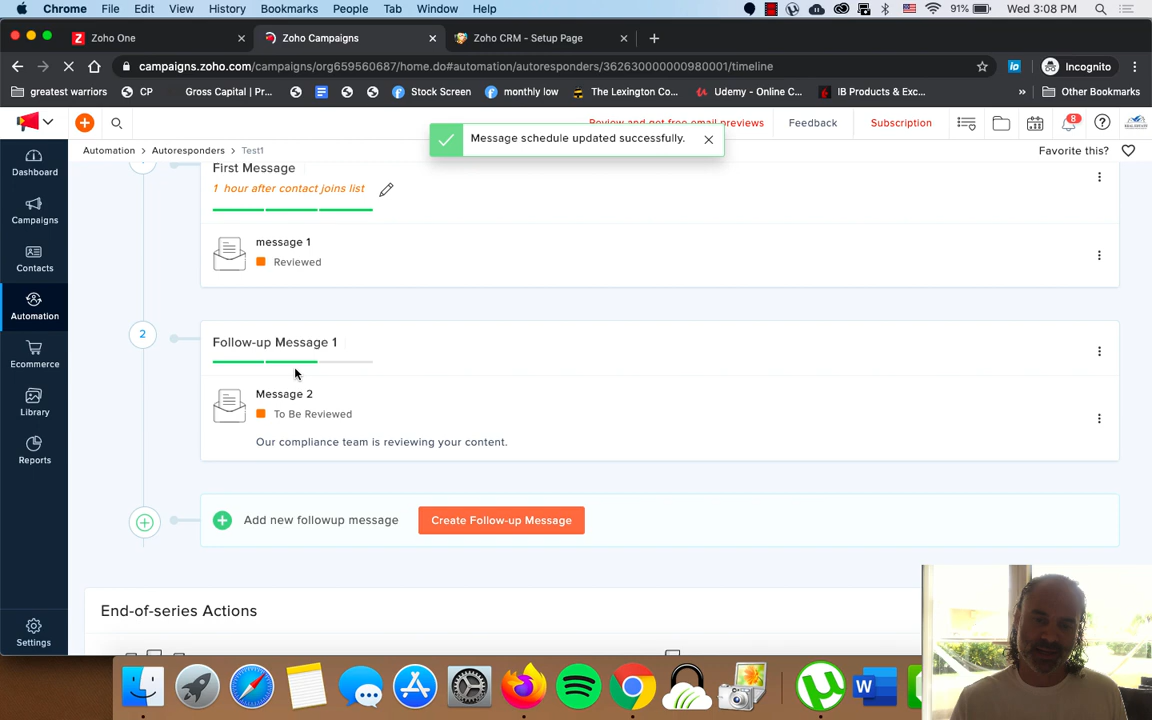 Chrome File Edit View History Bookmarks People Tab Window Help 91% Wed 3:08 PM
Zoho One Zoho Campaigns Zoho CRM - Setup Page
campaigns.zoho.com/campaigns/org659560687/home.do#automation/autoresponders/362630000000980001/timeline Incognito
greatest warriors CP Gross Capital | Pr... Stock Screen monthly low The Lexington Co... Udemy - Online C... IB Products & Exc... » Other Bookmarks
Review and get free email previews Feedback Subscription 8
Message schedule updated successfully.
Automation > Autoresponders > Test1 Favorite this?
Dashboard
Campaigns
Contacts
Automation
Ecommerce
Library
Reports
Settings
First Message
1 hour after contact joins list
message 1
Reviewed
2
Follow-up Message 1
Message 2
To Be Reviewed
Our compliance team is reviewing your content.
Add new followup message Create Follow-up Message
End-of-series Actions